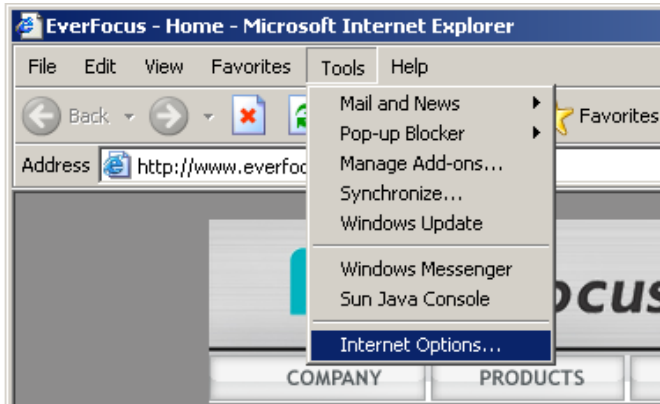 EverFocus - Home - Microsoft Internet Explorer
File Edit View Favorites Tools Help
Back Favorites
Address http://www.everfoc
Mail and News
Pop-up Blocker
Manage Add-ons...
Synchronize...
Windows Update
Windows Messenger
Sun Java Console
Internet Options...
ocus
COMPANY PRODUCTS